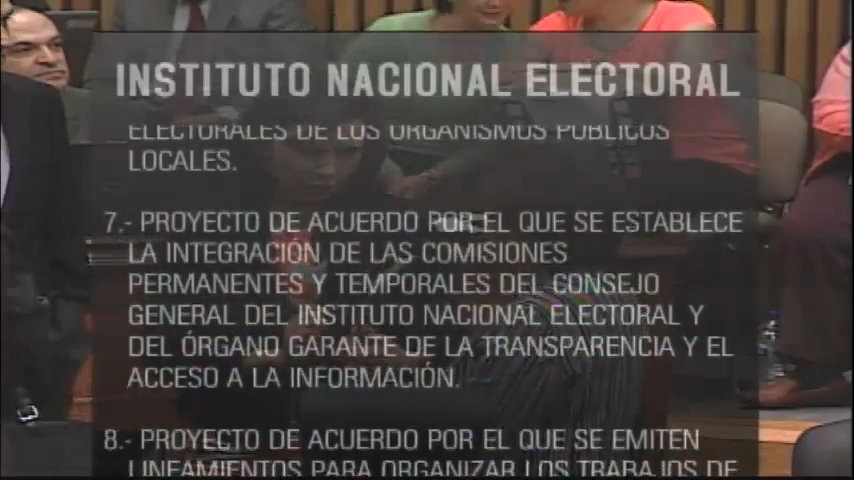 INSTITUTO NACIONAL ELECTORAL
ELECTORALES DE LOS ORGANISMOS PÚBLICOS
LOCALES.
7.- PROYECTO DE ACUERDO POR EL QUE SE ESTABLECE
LA INTEGRACIÓN DE LAS COMISIONES
PERMANENTES Y TEMPORALES DEL CONSEJO
GENERAL DEL INSTITUTO NACIONAL ELECTORAL Y
DEL ÓRGANO GARANTE DE LA TRANSPARENCIA Y EL
ACCESO A LA INFORMACIÓN.
8.- PROYECTO DE ACUERDO POR EL QUE SE EMITEN
LINEAMIENTOS PARA ORGANIZAR LOS TRABAJOS DE